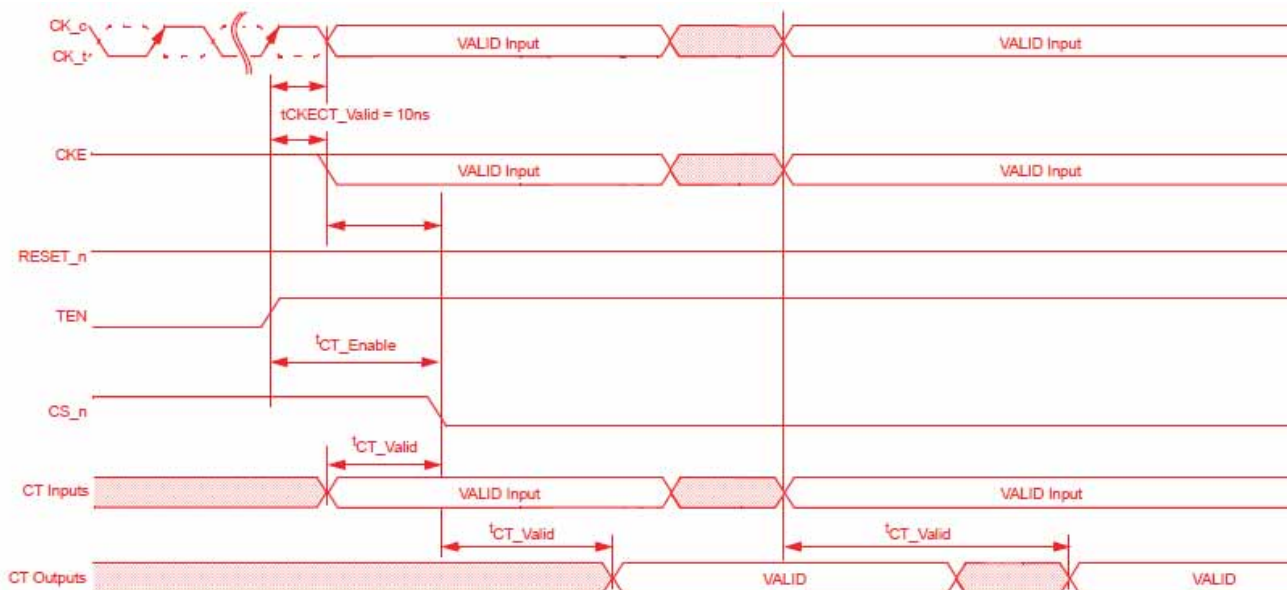 CK_c
VALID Input
VALID Input
CK_t
tCKECT_Valid = 10ns
CKE
VALID Input
VALID Input
RESET_n
TEN
tCT_Enable
CS_n
tCT_Valid
CT Inputs
VALID Input
VALID Input
tCT_Valid
tCT_Valid
CT Outputs
VALID
VALID